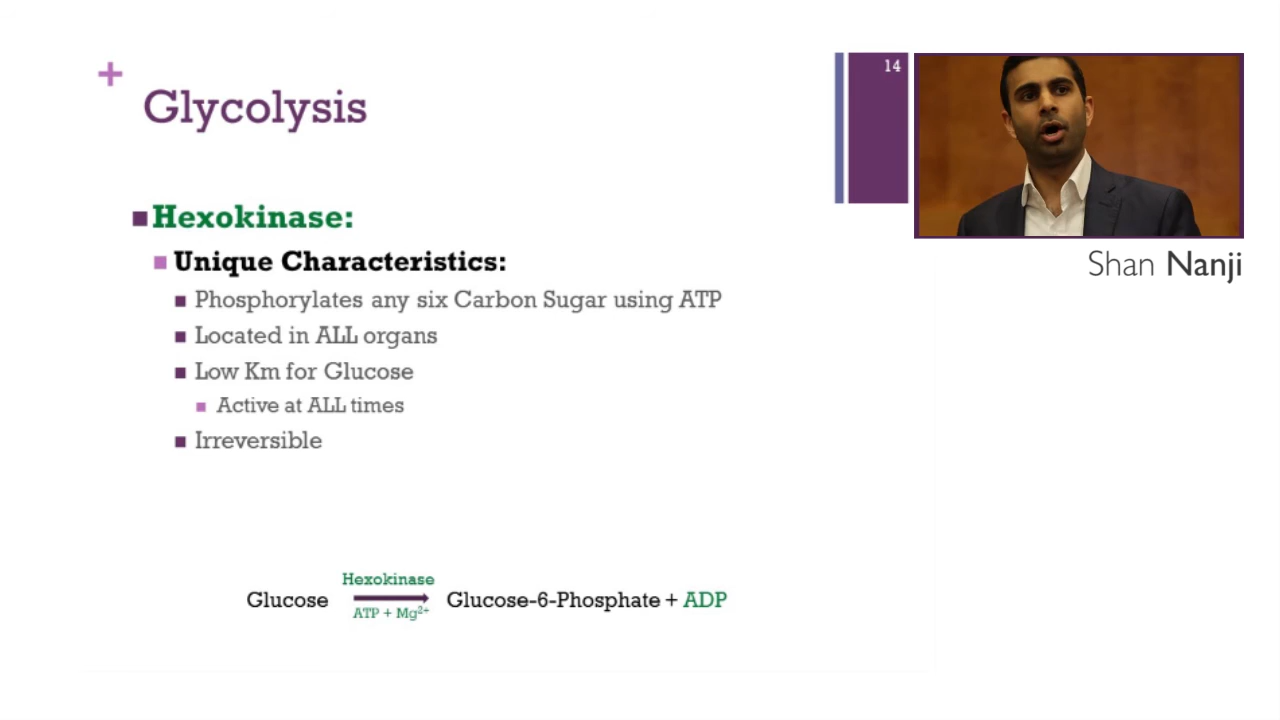 +
Glycolysis
14
Shan Nanji
Hexokinase:
Unique Characteristics:
Phosphorylates any six Carbon Sugar using ATP
Located in ALL organs
Low Km for Glucose
Active at ALL times
Irreversible
Hexokinase
Glucose → Glucose-6-Phosphate + ADP
ATP + Mg²⁺